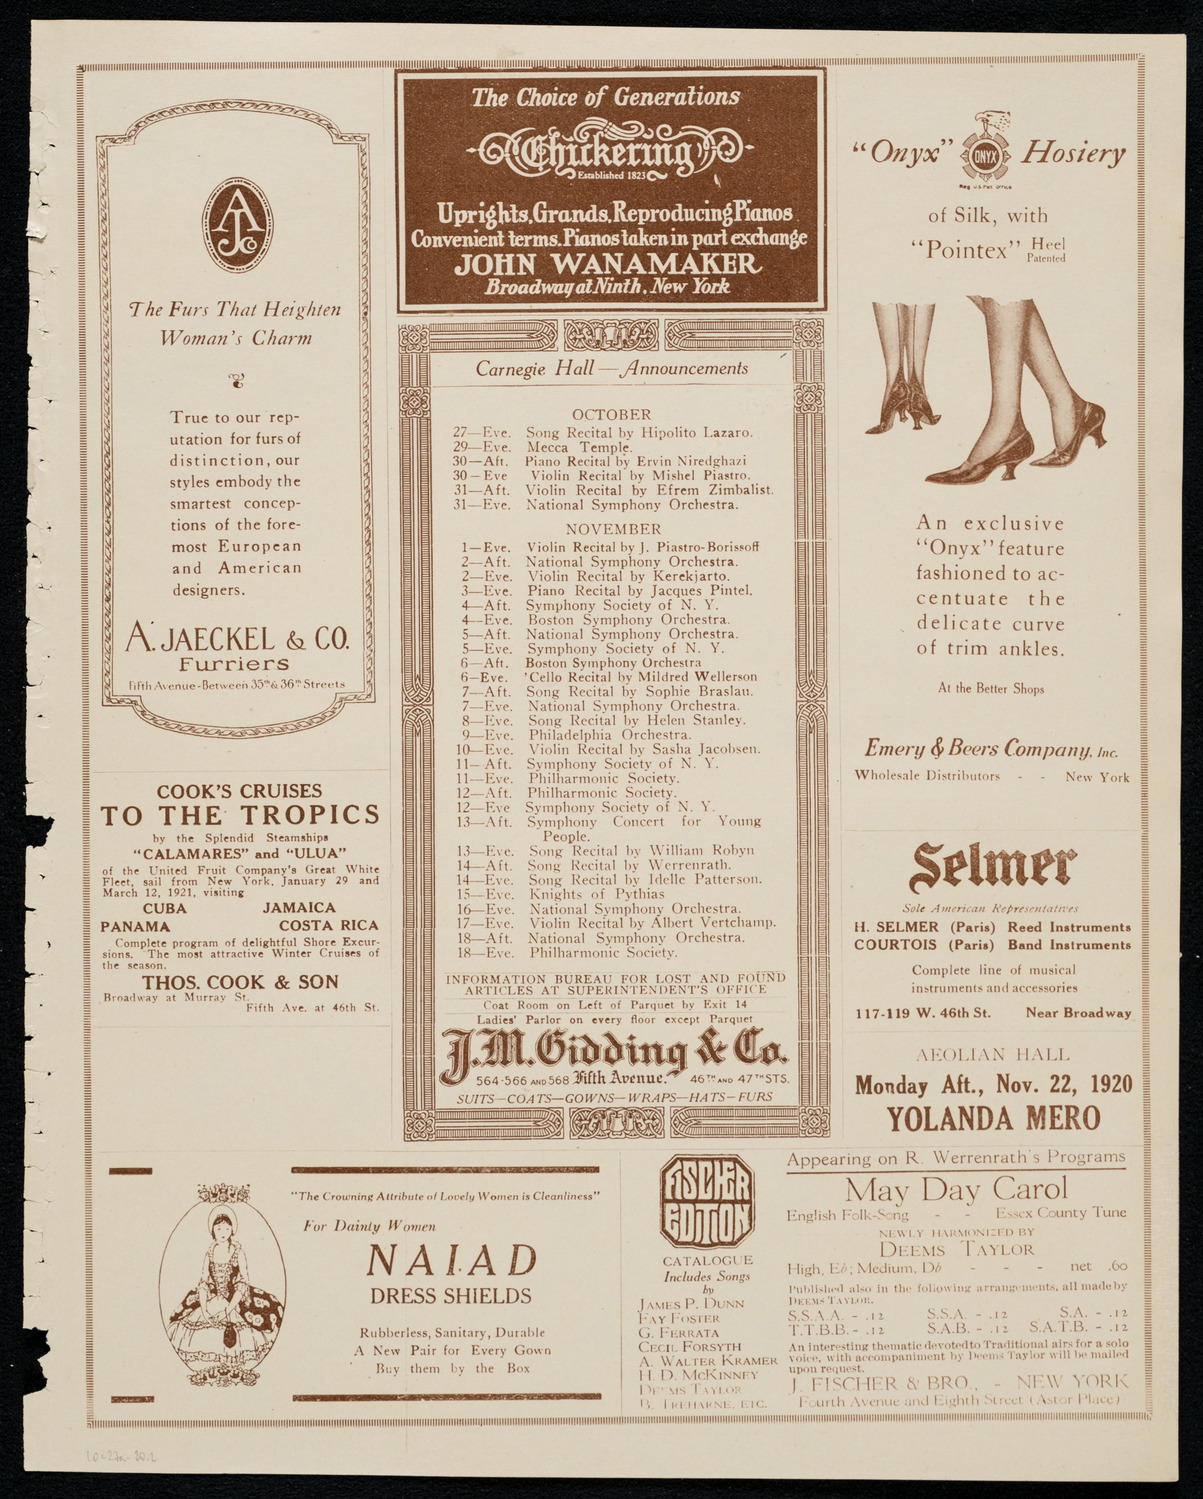 AJCo
The Furs That Heighten
Woman's Charm
True to our rep-
utation for furs of
distinction, our
styles embody the
smartest concep-
tions of the fore-
most European
and American
designers.
A. JAECKEL & CO.
Furriers
Fifth Avenue-Between 35th & 36th Streets
COOK'S CRUISES
TO THE TROPICS
by the Splendid Steamships
"CALAMARES" and "ULUA"
of the United Fruit Company's Great White
Fleet, sail from New York, January 29 and
March 12, 1921, visiting
CUBA JAMAICA
PANAMA COSTA RICA
Complete program of delightful Shore Excur-
sions. The most attractive Winter Cruises of
the season.
THOS. COOK & SON
Broadway at Murray St.
Fifth Ave. at 46th St.
The Choice of Generations
Chickering
Established 1823
Uprights, Grands, Reproducing Pianos
Convenient terms. Pianos taken in part exchange
JOHN WANAMAKER
Broadway at Ninth, New York
Carnegie Hall—Announcements
OCTOBER
27—Eve. Song Recital by Hipolito Lazaro.
29—Eve. Mecca Temple.
30—Aft. Piano Recital by Ervin Niredghazi
30–Eve Violin Recital by Mishel Piastro.
31—Aft. Violin Recital by Efrem Zimbalist.
31—Eve. National Symphony Orchestra.
NOVEMBER
1—Eve. Violin Recital by J. Piastro-Borissoff
2—Aft. National Symphony Orchestra.
2—Eve. Violin Recital by Kerekjarto.
3—Eve. Piano Recital by Jacques Pintel.
4—Aft. Symphony Society of N. Y.
4—Eve. Boston Symphony Orchestra.
5—Aft. National Symphony Orchestra.
5—Eve. Symphony Society of N. Y.
6—Aft. Boston Symphony Orchestra
6—Eve. 'Cello Recital by Mildred Wellerson
7—Aft. Song Recital by Sophie Braslau.
7—Eve. National Symphony Orchestra.
8—Eve. Song Recital by Helen Stanley.
9—Eve. Philadelphia Orchestra.
10—Eve. Violin Recital by Sasha Jacobsen.
11—Aft. Symphony Society of N. Y.
11—Eve. Philharmonic Society.
12—Aft. Philharmonic Society.
12—Eve Symphony Society of N. Y.
13—Aft. Symphony Concert for Young
People.
13—Eve. Song Recital by William Robyn
14—Aft. Song Recital by Werrenrath.
14—Eve. Song Recital by Idelle Patterson.
15—Eve. Knights of Pythias
16—Eve. National Symphony Orchestra.
17—Eve. Violin Recital by Albert Vertchamp.
18—Aft. National Symphony Orchestra.
18—Eve. Philharmonic Society.
INFORMATION BUREAU FOR LOST AND FOUND
ARTICLES AT SUPERINTENDENT'S OFFICE
Coat Room on Left of Parquet by Exit 14
Ladies' Parlor on every floor except Parquet
J.M. Gidding & Co.
564-566 AND 568 Fifth Avenue. 46TH AND 47TH STS.
SUITS—COATS—GOWNS—WRAPS—HATS—FURS
"Onyx" ONYX Hosiery
Reg U.S. Pat. Office
of Silk, with
"Pointex" Heel
Patented
An exclusive
"Onyx" feature
fashioned to ac-
centuate the
delicate curve
of trim ankles.
At the Better Shops
Emery & Beers Company, Inc.
Wholesale Distributors - - New York
Selmer
Sole American Representatives
H. SELMER (Paris) Reed Instruments
COURTOIS (Paris) Band Instruments
Complete line of musical
instruments and accessories
117-119 W. 46th St. Near Broadway
AEOLIAN HALL
Monday Aft., Nov. 22, 1920
YOLANDA MERO
"The Crowning Attribute of Lovely Women is Cleanliness"
For Dainty Women
NAIAD
DRESS SHIELDS
Rubberless, Sanitary, Durable
A New Pair for Every Gown
Buy them by the Box
FISCHER
EDITION
CATALOGUE
Includes Songs
by
JAMES P. DUNN
FAY FOSTER
G. FERRATA
CECIL FORSYTH
A. WALTER KRAMER
H. D. MCKINNEY
DEEMS TAYLOR
B. TREHARNE, ETC.
Appearing on R. Werrenrath's Programs
May Day Carol
English Folk-Song - - Essex County Tune
NEWLY HARMONIZED BY
DEEMS TAYLOR
High, E♭; Medium, D♭ - - - net .60
Published also in the following arrangements, all made by
DEEMS TAYLOR.
S.S.A.A. - .12 S.S.A. - .12 S.A. - .12
T.T.B.B. - .12 S.A.B. - .12 S.A.T.B. - .12
An interesting thematic devoted to Traditional airs for a solo
voice, with accompaniment by Deems Taylor will be mailed
upon request.
J. FISCHER & BRO., - NEW YORK
Fourth Avenue and Eighth Street (Astor Place)